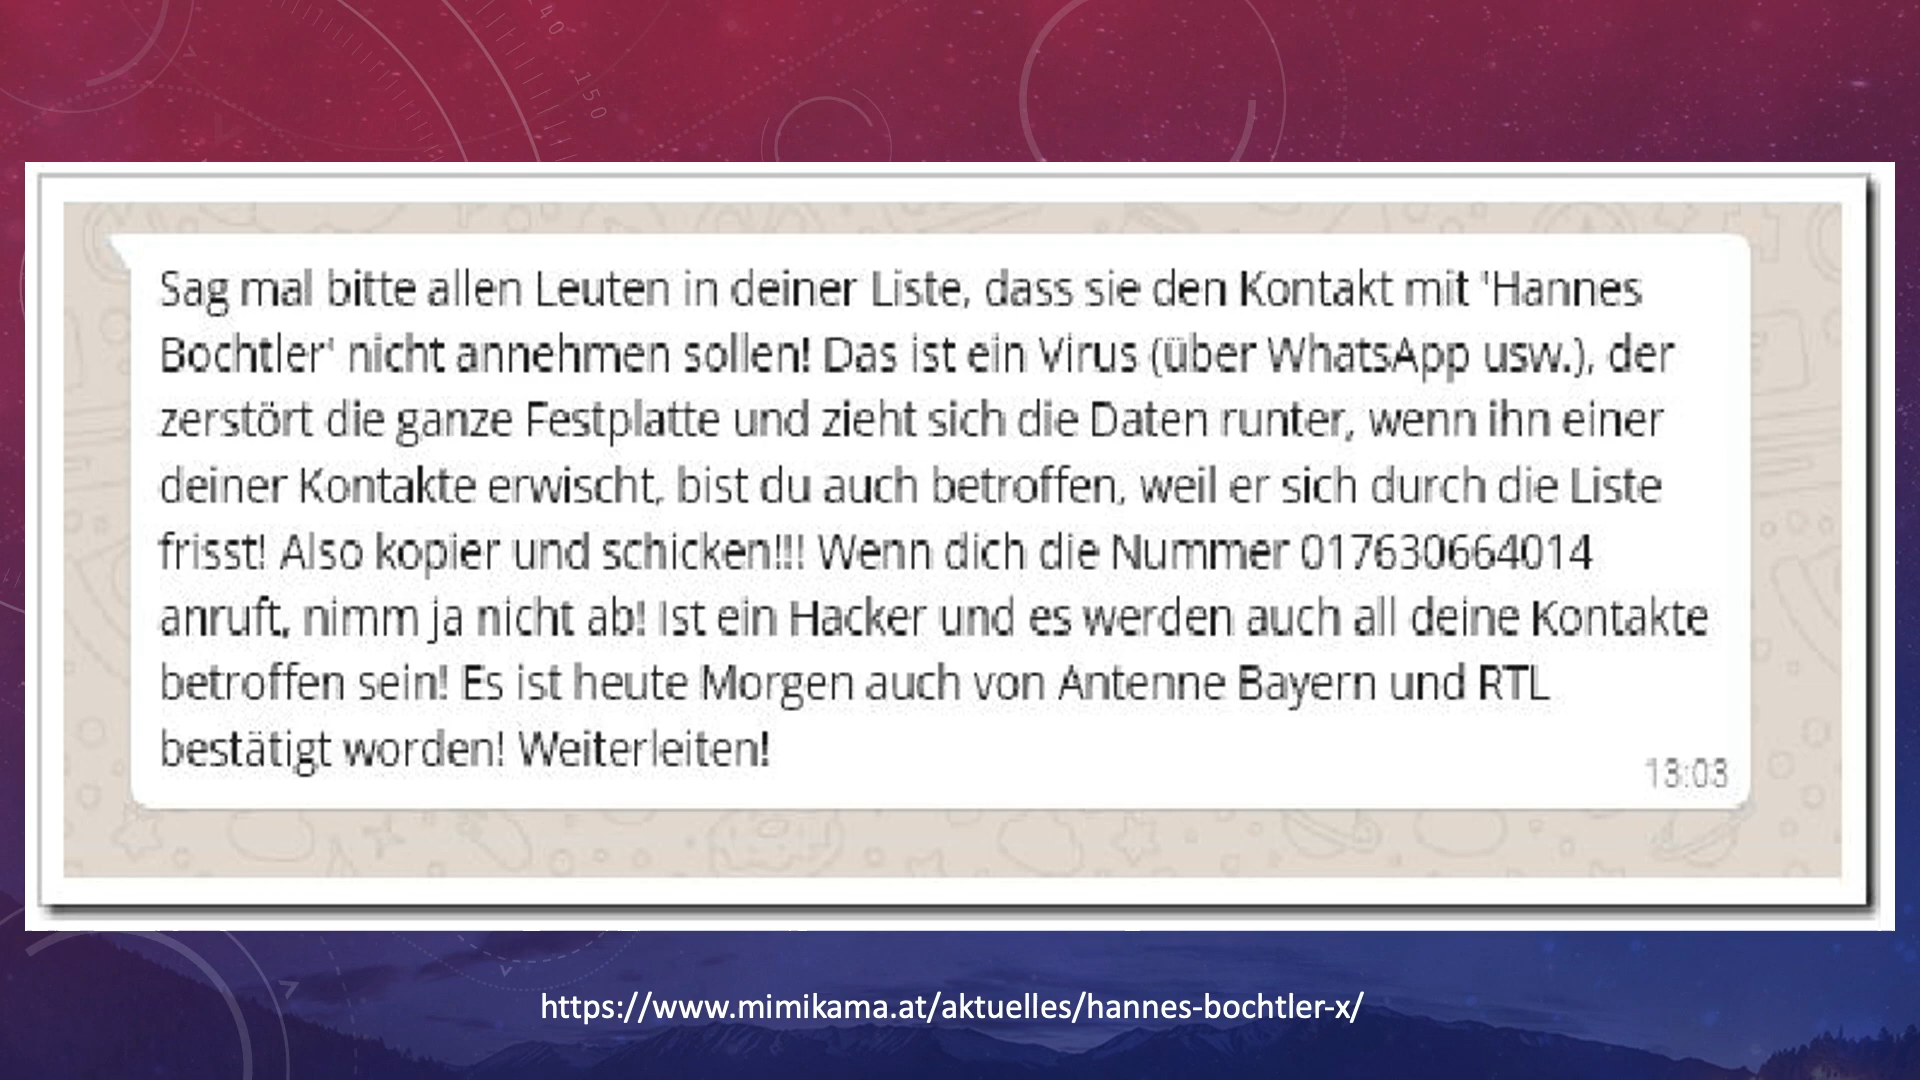 40
150
Sag mal bitte allen Leuten in deiner Liste, dass sie den Kontakt mit 'Hannes
Bochtler' nicht annehmen sollen! Das ist ein Virus (über WhatsApp usw.), der
zerstört die ganze Festplatte und zieht sich die Daten runter, wenn ihn einer
deiner Kontakte erwischt, bist du auch betroffen, weil er sich durch die Liste
frisst! Also kopier und schicken!!! Wenn dich die Nummer 017630664014
anruft, nimm ja nicht ab! Ist ein Hacker und es werden auch all deine Kontakte
betroffen sein! Es ist heute Morgen auch von Antenne Bayern und RTL
bestätigt worden! Weiterleiten!
13:03
https://www.mimikama.at/aktuelles/hannes-bochtler-x/